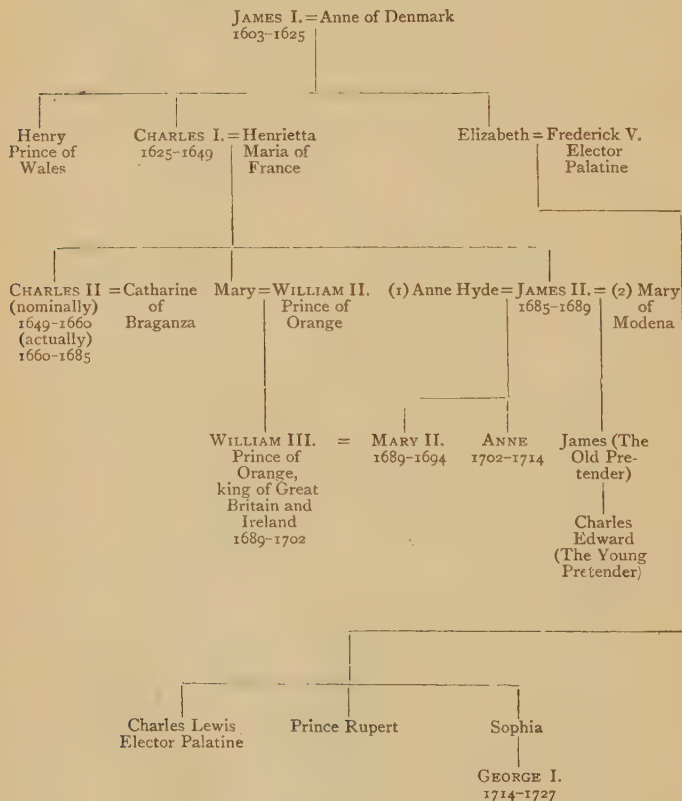 JAMES I. = Anne of Denmark
1603–1625
Henry
Prince of
Wales
CHARLES I. = Henrietta
1625–1649
Maria of
France
Elizabeth = Frederick V.
Elector
Palatine
CHARLES II = Catharine
(nominally)
of
1649–1660
Braganza
(actually)
1660–1685
Mary = WILLIAM II.
Prince of
Orange
(1) Anne Hyde = JAMES II. = (2) Mary
1685–1689
of
Modena
WILLIAM III. = MARY II.
Prince of
1689–1694
Orange,
king of Great
Britain and
Ireland
1689–1702
ANNE
1702–1714
James (The
Old Pre-
tender)
Charles
Edward
(The Young
Pretender)
Charles Lewis
Elector Palatine
Prince Rupert
Sophia
GEORGE I.
1714–1727